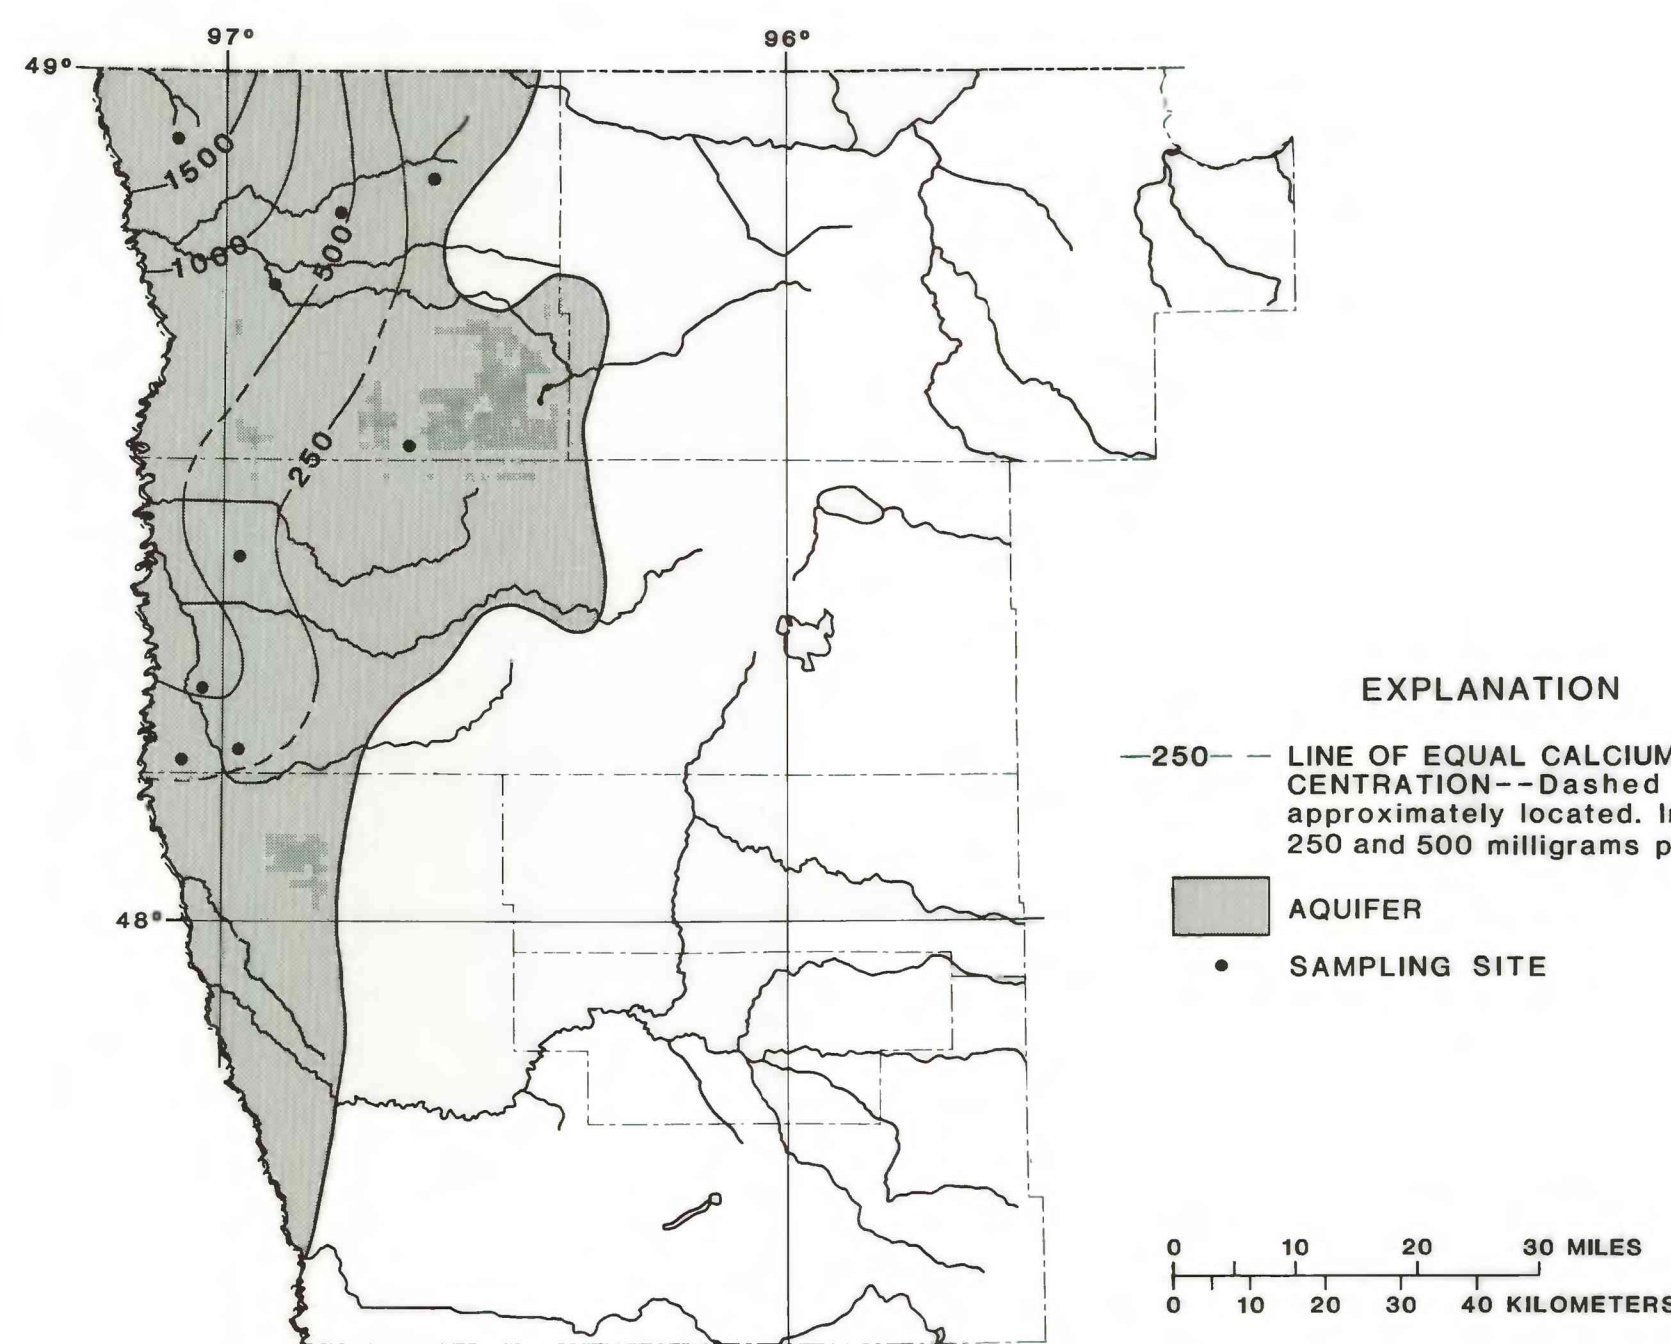 97°
96°
49°
1500
1000
500
250
48°
EXPLANATION
—250— — LINE OF EQUAL CALCIUM
CENTRATION--Dashed
approximately located.
250 and 500 milligrams
AQUIFER
SAMPLING SITE
0 10 20 30 MILES
0 10 20 30 40 KILOMETERS